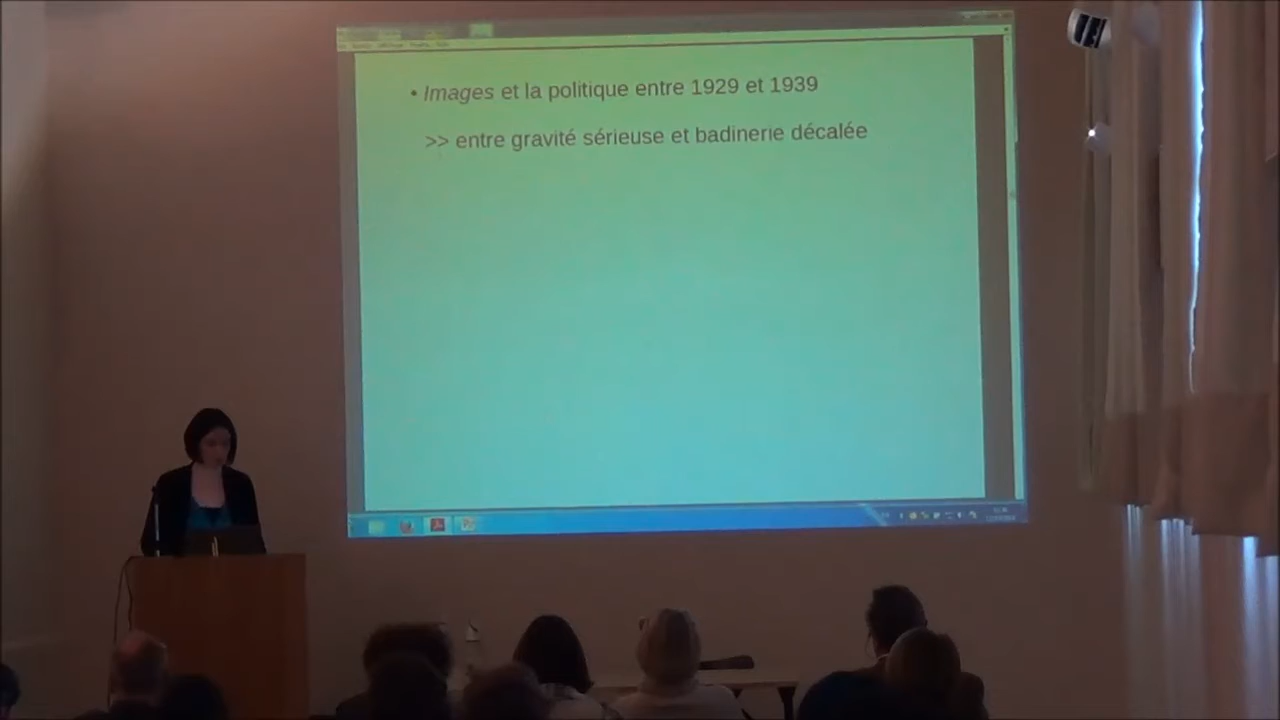 • Images et la politique entre 1929 et 1939
>> entre gravité sérieuse et badinerie décalée